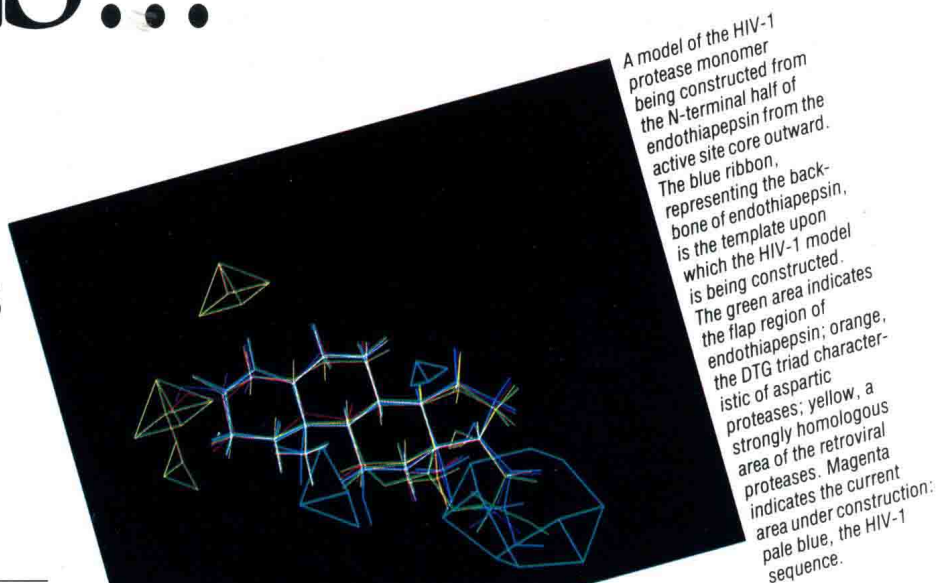 A model of the HIV-1
protease monomer
being constructed from
the N-terminal half of
endothiapepsin from the
active site core outward.
The blue ribbon,
representing the back-
bone of endothiapepsin,
is the template upon
which the HIV-1 model
is being constructed.
The green area indicates
the flap region of
endothiapepsin; orange,
the DTG triad character-
istic of aspartic
proteases; yellow, a
strongly homologous
area of the retroviral
proteases. Magenta
indicates the current
area under construction:
pale blue, the HIV-1
sequence.